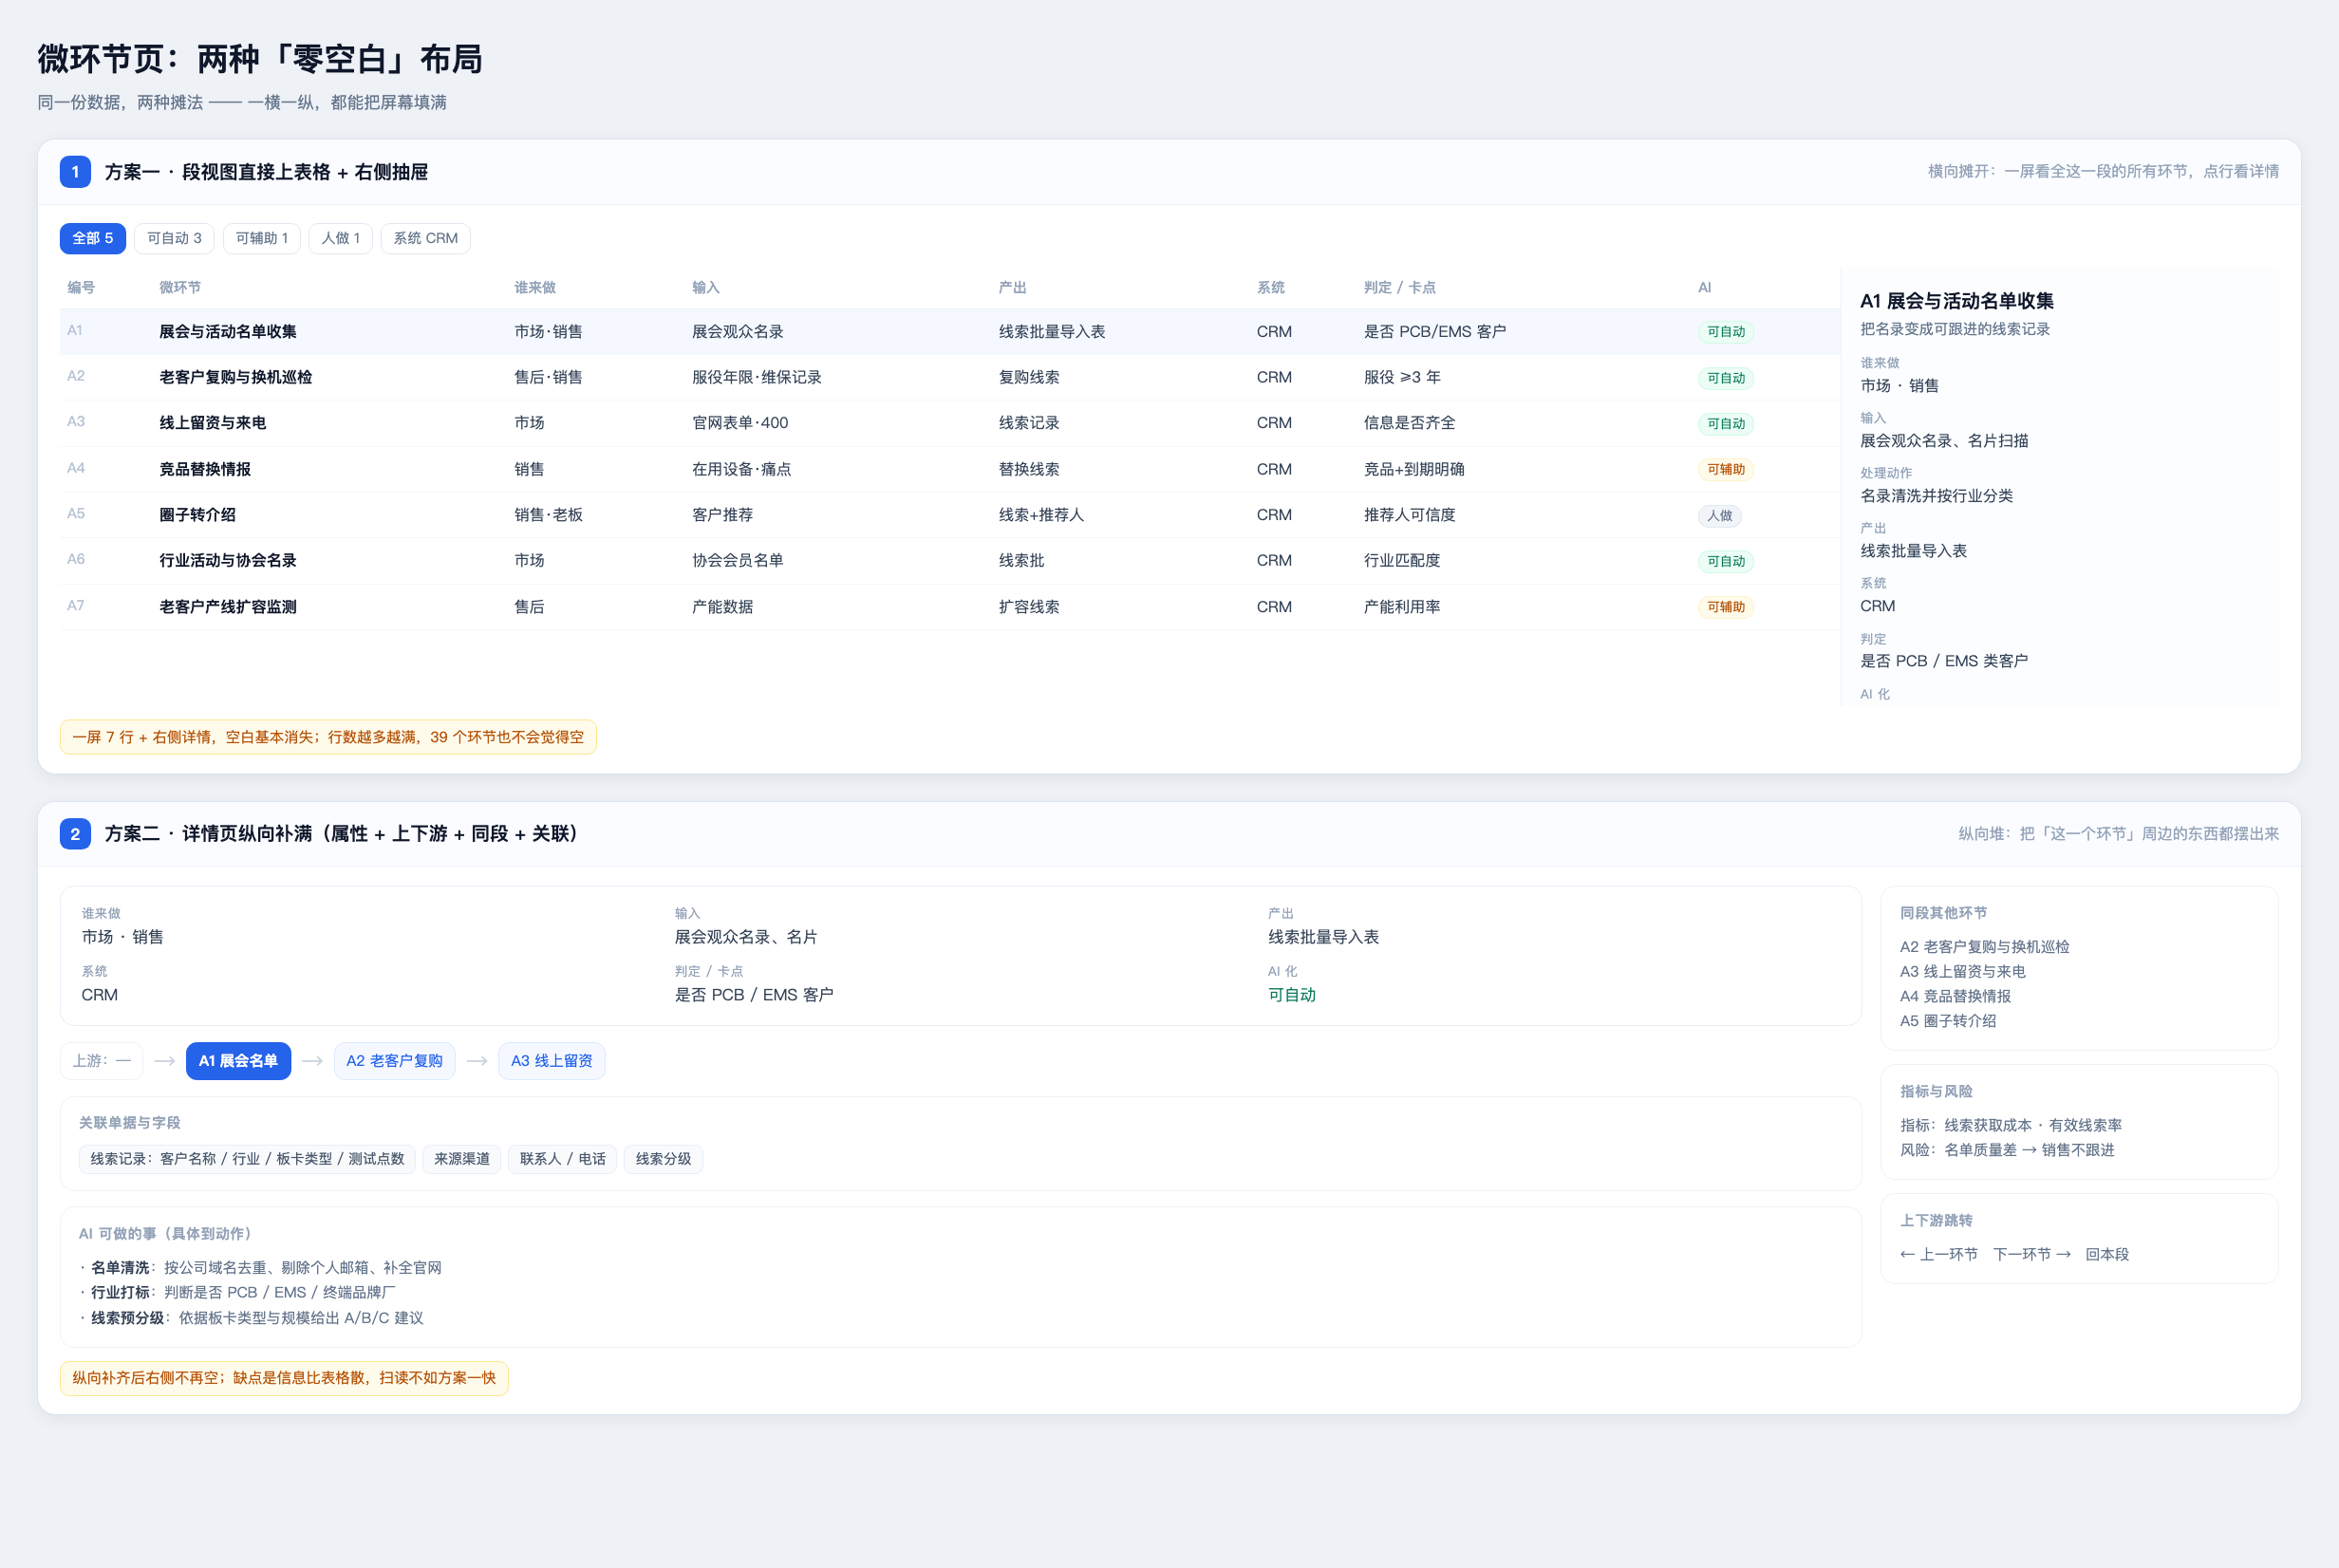 微环节页：两种「零空白」布局
同一份数据，两种摊法 —— 一横一纵，都能把屏幕填满
1 方案一 · 段视图直接上表格 + 右侧抽屉
横向摊开：一屏看全这一段的所有环节，点行看详情
全部 5 可自动 3 可辅助 1 人做 1 系统 CRM
编号 微环节 谁来做 输入 产出 系统 判定 / 卡点 AI
A1 展会与活动名单收集 市场·销售 展会观众名录 线索批量导入表 CRM 是否 PCB/EMS 客户 可自动
A2 老客户复购与换机巡检 售后·销售 服役年限·维保记录 复购线索 CRM 服役 ≥3 年 可自动
A3 线上留资与来电 市场 官网表单·400 线索记录 CRM 信息是否齐全 可自动
A4 竞品替换情报 销售 在用设备·痛点 替换线索 CRM 竞品+到期明确 可辅助
A5 圈子转介绍 销售·老板 客户推荐 线索+推荐人 CRM 推荐人可信度 人做
A6 行业活动与协会名录 市场 协会会员名单 线索批 CRM 行业匹配度 可自动
A7 老客户产线扩容监测 售后 产能数据 扩容线索 CRM 产能利用率 可辅助
A1 展会与活动名单收集
把名录变成可跟进的线索记录
谁来做
市场 · 销售
输入
展会观众名录、名片扫描
处理动作
名录清洗并按行业分类
产出
线索批量导入表
系统
CRM
判定
是否 PCB / EMS 类客户
AI 化
一屏 7 行 + 右侧详情，空白基本消失；行数越多越满，39 个环节也不会觉得空
2 方案二 · 详情页纵向补满（属性 + 上下游 + 同段 + 关联）
纵向堆：把「这一个环节」周边的东西都摆出来
谁来做 输入 产出
市场 · 销售 展会观众名录、名片 线索批量导入表
系统 判定 / 卡点 AI 化
CRM 是否 PCB / EMS 客户 可自动
上游：— → A1 展会名单 → A2 老客户复购 → A3 线上留资
关联单据与字段
线索记录：客户名称 / 行业 / 板卡类型 / 测试点数 来源渠道 联系人 / 电话 线索分级
AI 可做的事（具体到动作）
· 名单清洗：按公司域名去重、剔除个人邮箱、补全官网
· 行业打标：判断是否 PCB / EMS / 终端品牌厂
· 线索预分级：依据板卡类型与规模给出 A/B/C 建议
同段其他环节
A2 老客户复购与换机巡检
A3 线上留资与来电
A4 竞品替换情报
A5 圈子转介绍
指标与风险
指标：线索获取成本 · 有效线索率
风险：名单质量差 → 销售不跟进
上下游跳转
← 上一环节 下一环节 → 回本段
纵向补齐后右侧不再空；缺点是信息比表格散，扫读不如方案一快